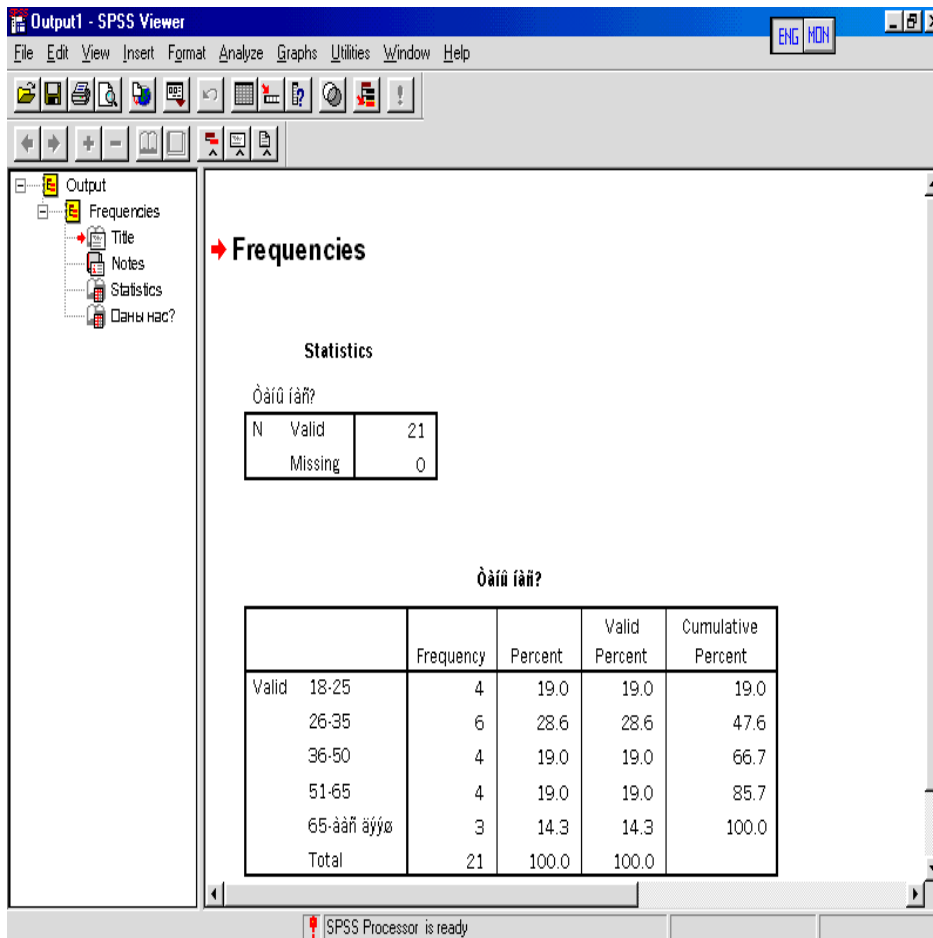 Output1 - SPSS Viewer
ENG MON
File Edit View Insert Format Analyze Graphs Utilities Window Help
Output
Frequencies
Title
Notes
Statistics
Паны нас?
Frequencies
Statistics
Òàíû íàñ?
N Valid 21
Missing 0
Òàíû íàñ?
Frequency Percent Valid Percent Cumulative Percent
Valid 18-25 4 19.0 19.0 19.0
26-35 6 28.6 28.6 47.6
36-50 4 19.0 19.0 66.7
51-65 4 19.0 19.0 85.7
65-ààñ äýýø 3 14.3 14.3 100.0
Total 21 100.0 100.0
SPSS Processor is ready